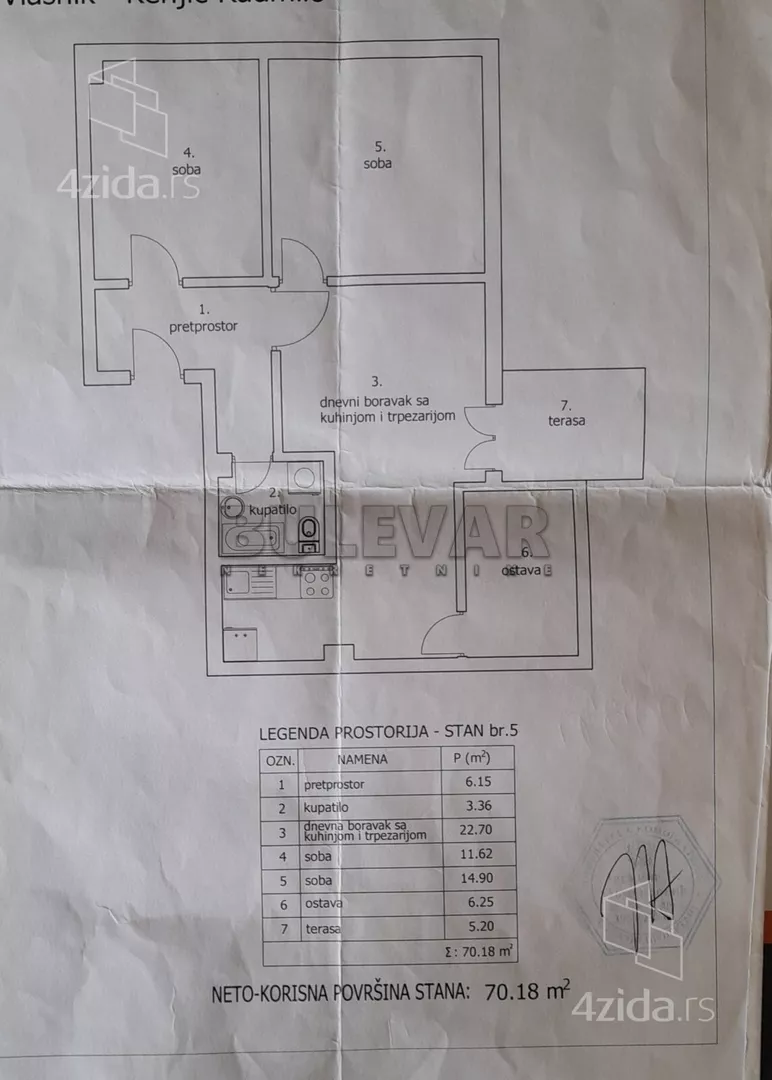 4.
soba
5.
soba
4zida.rs
1.
pretprostor
3.
dnevni boravak sa
kuhinjom i trpezarijom
7.
terasa
2.
kupatilo
BULEVAR
NEKRETNINE
6.
ostava
LEGENDA PROSTORIJA - STAN br.5
OZN. NAMENA P (m²)
1 pretprostor 6.15
2 kupatilo 3.36
3 dnevna boravak sa
kuhinjom i trpezarijom 22.70
4 soba 11.62
5 soba 14.90
6 ostava 6.25
7 terasa 5.20
Σ: 70.18 m²
NETO-KORISNA POVRŠINA STANA: 70.18 m²
4zida.rs